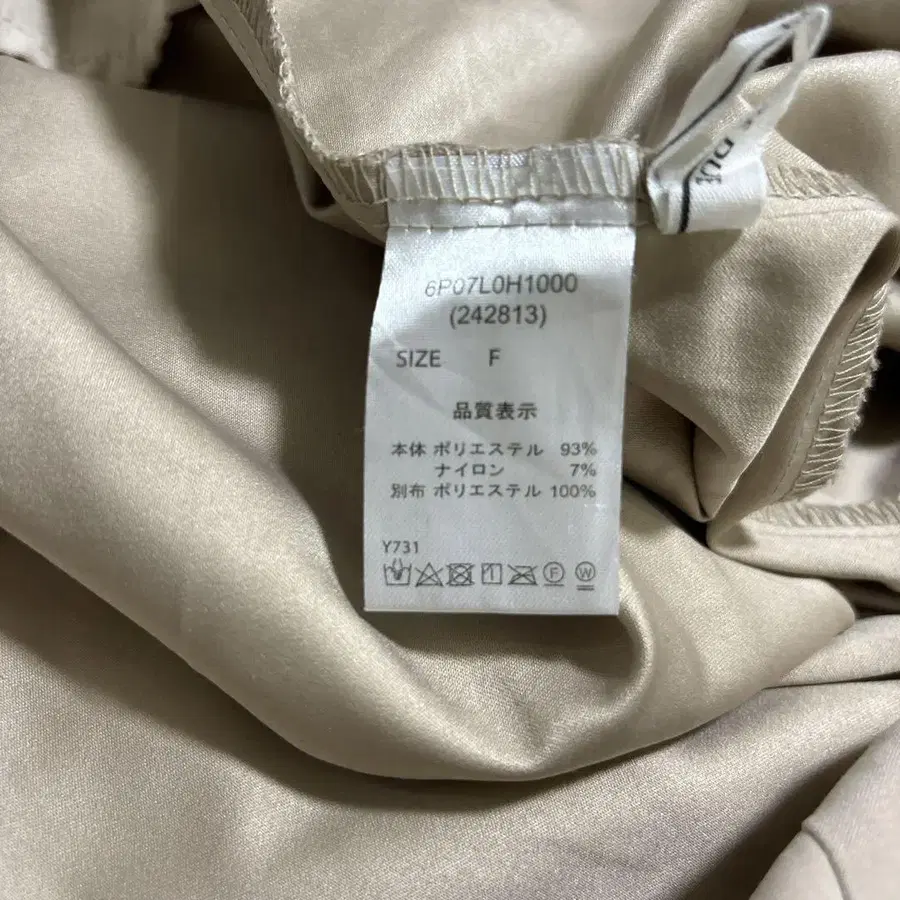 6P07L0H1000
(242813)
SIZE F
品質表示
本体 ポリエステル 93%
ナイロン 7%
別布 ポリエステル 100%
Y731
F W